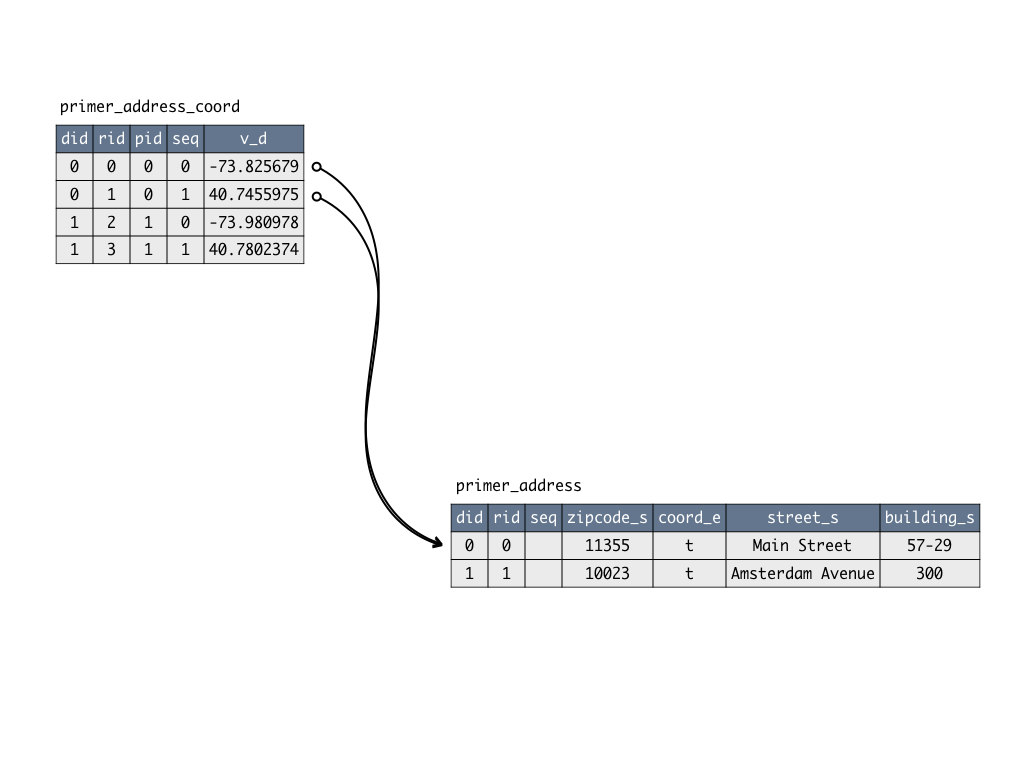 primer_address_coord
did rid pid seq v_d
0 0 0 0 -73.825679
0 1 0 1 40.7455975
1 2 1 0 -73.980978
1 3 1 1 40.7802374
primer_address
did rid seq zipcode_s coord_e street_s building_s
0 0 11355 t Main Street 57-29
1 1 10023 t Amsterdam Avenue 300